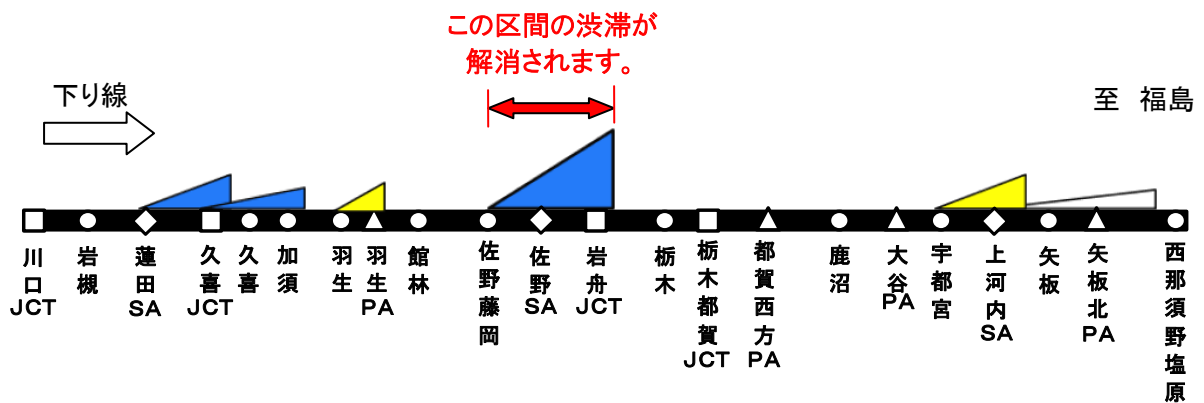 この区間の渋滞が
解消されます。
下り線
至 福島
川口JCT
岩槻
蓮田SA
久喜JCT
久喜
加須
羽生
羽生PA
館林
佐野藤岡
佐野SA
岩舟JCT
栃木
栃木都賀JCT
都賀西方PA
鹿沼
大谷PA
宇都宮
上河内SA
矢板
矢板北PA
西那須野塩原